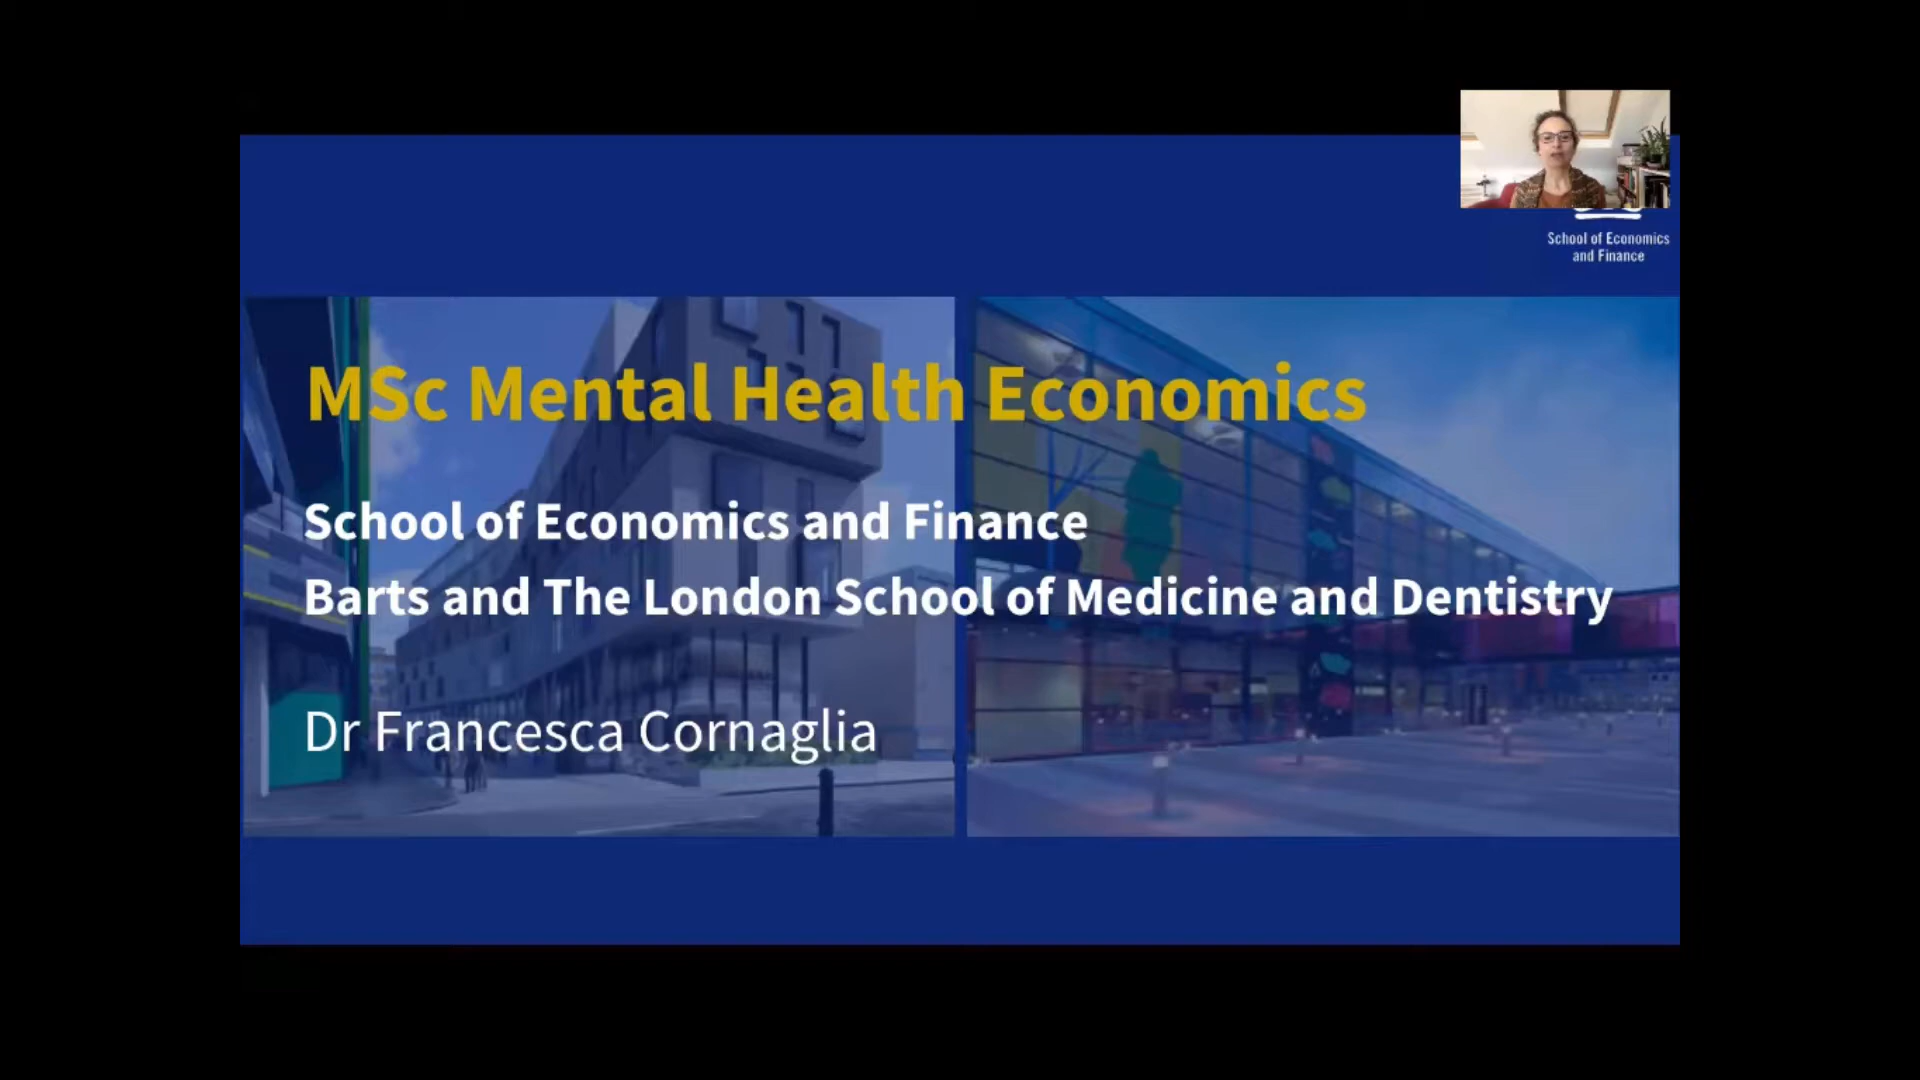 School of Economics
and Finance
MSc Mental Health Economics
School of Economics and Finance
Barts and The London School of Medicine and Dentistry
Dr Francesca Cornaglia